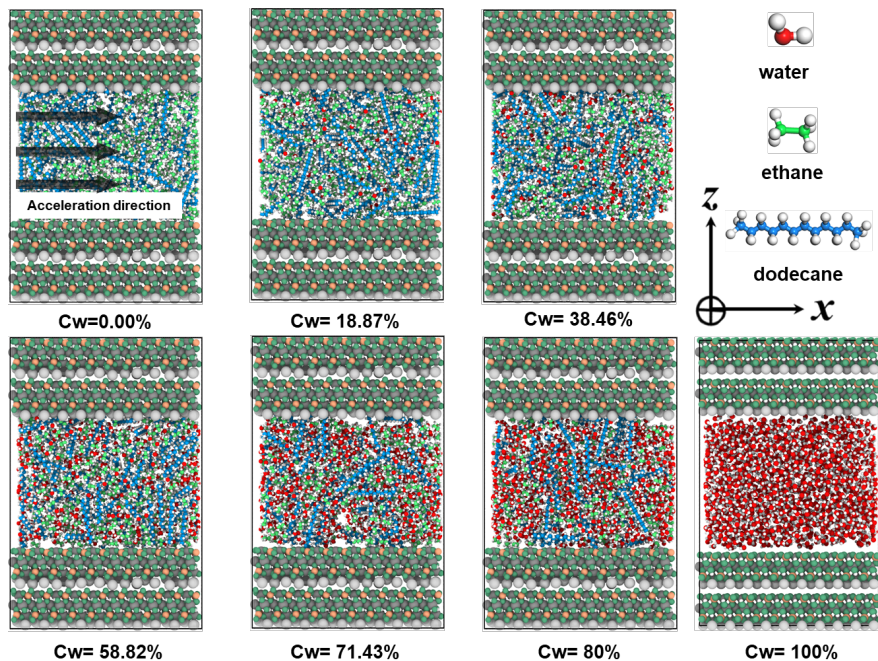 water
ethane
z
dodecane
x
Acceleration direction
Cw=0.00%
Cw= 18.87%
Cw= 38.46%
Cw= 58.82%
Cw= 71.43%
Cw= 80%
Cw= 100%